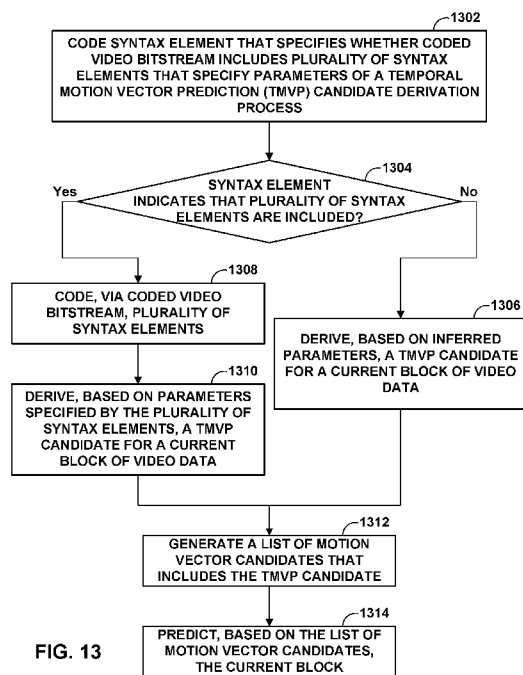 1302
CODE SYNTAX ELEMENT THAT SPECIFIES WHETHER CODED
VIDEO BITSTREAM INCLUDES PLURALITY OF SYNTAX
ELEMENTS THAT SPECIFY PARAMETERS OF A TEMPORAL
MOTION VECTOR PREDICTION (TMVP) CANDIDATE DERIVATION
PROCESS
1304
Yes
SYNTAX ELEMENT
INDICATES THAT PLURALITY OF SYNTAX
ELEMENTS ARE INCLUDED?
No
1308
CODE, VIA CODED VIDEO
BITSTREAM, PLURALITY OF
SYNTAX ELEMENTS
1306
DERIVE, BASED ON INFERRED
PARAMETERS, A TMVP CANDIDATE
FOR A CURRENT BLOCK OF VIDEO
DATA
1310
DERIVE, BASED ON PARAMETERS
SPECIFIED BY THE PLURALITY OF
SYNTAX ELEMENTS, A TMVP
CANDIDATE FOR A CURRENT
BLOCK OF VIDEO DATA
1312
GENERATE A LIST OF MOTION
VECTOR CANDIDATES THAT
INCLUDES THE TMVP CANDIDATE
1314
PREDICT, BASED ON THE LIST OF
MOTION VECTOR CANDIDATES,
THE CURRENT BLOCK
FIG. 13